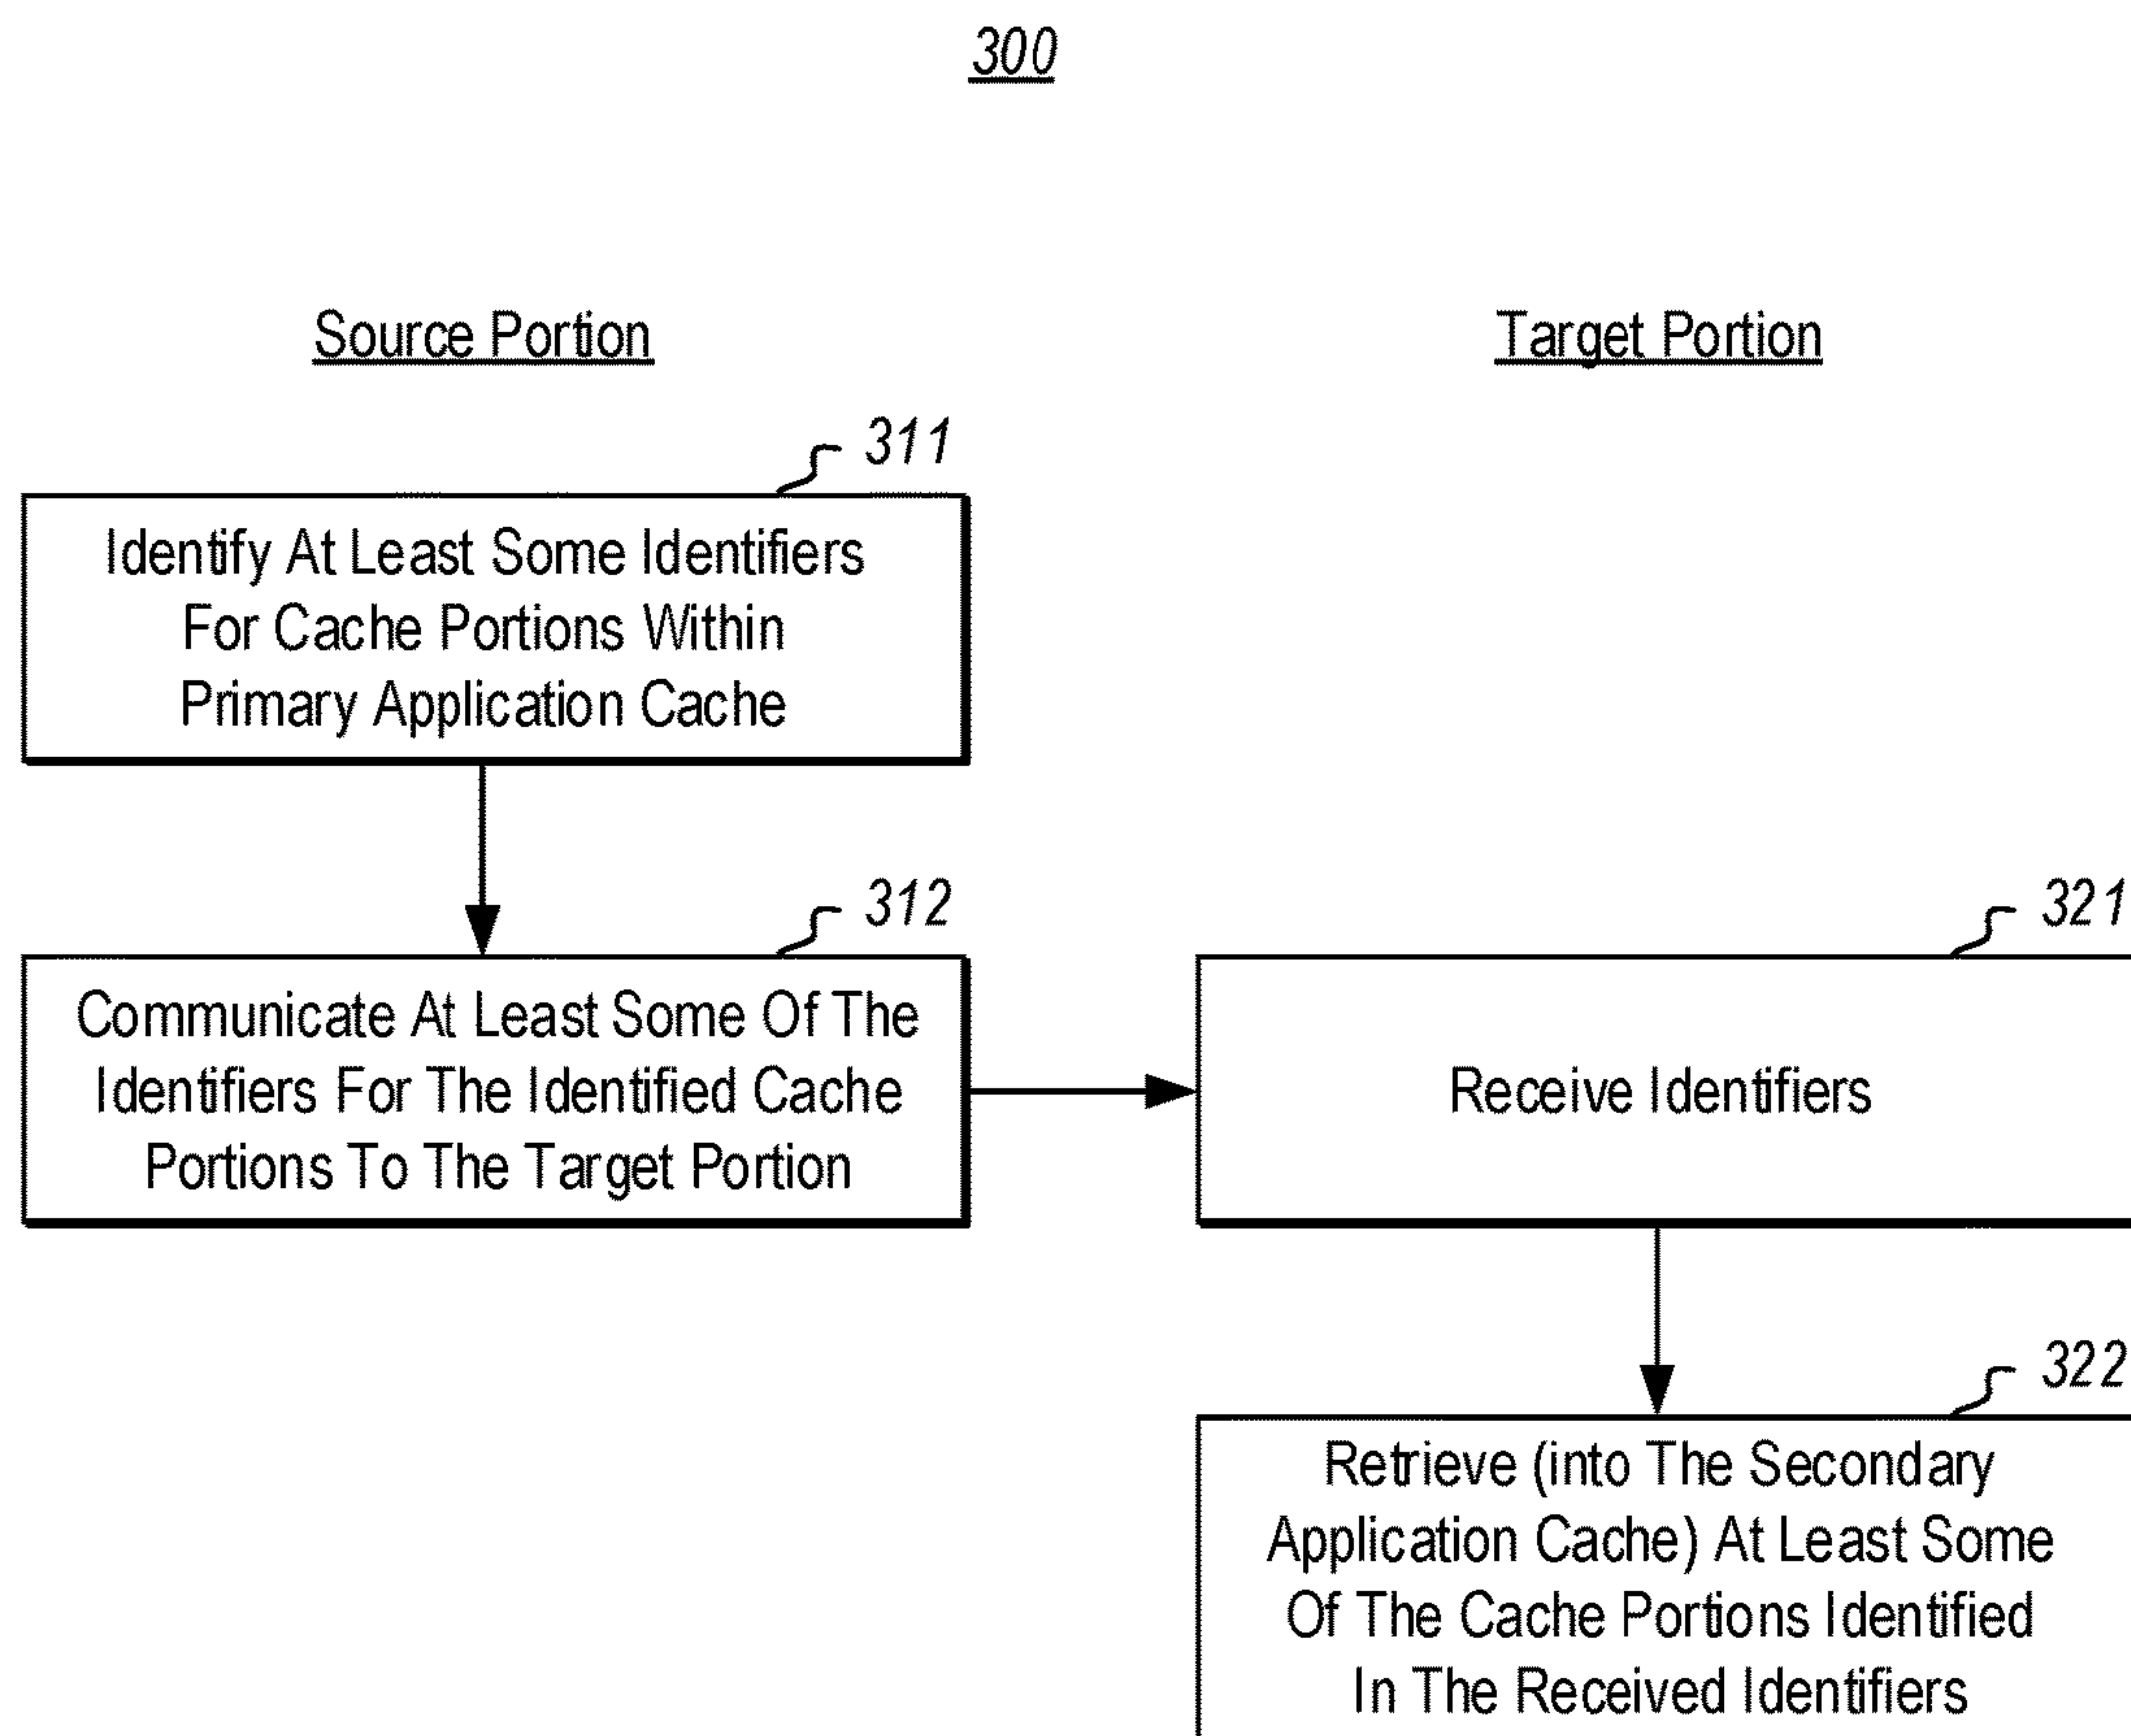 300
Source Portion
Target Portion
311
Identify At Least Some Identifiers
For Cache Portions Within
Primary Application Cache
312
Communicate At Least Some Of The
Identifiers For The Identified Cache
Portions To The Target Portion
321
Receive Identifiers
322
Retrieve (into The Secondary
Application Cache) At Least Some
Of The Cache Portions Identified
In The Received Identifiers